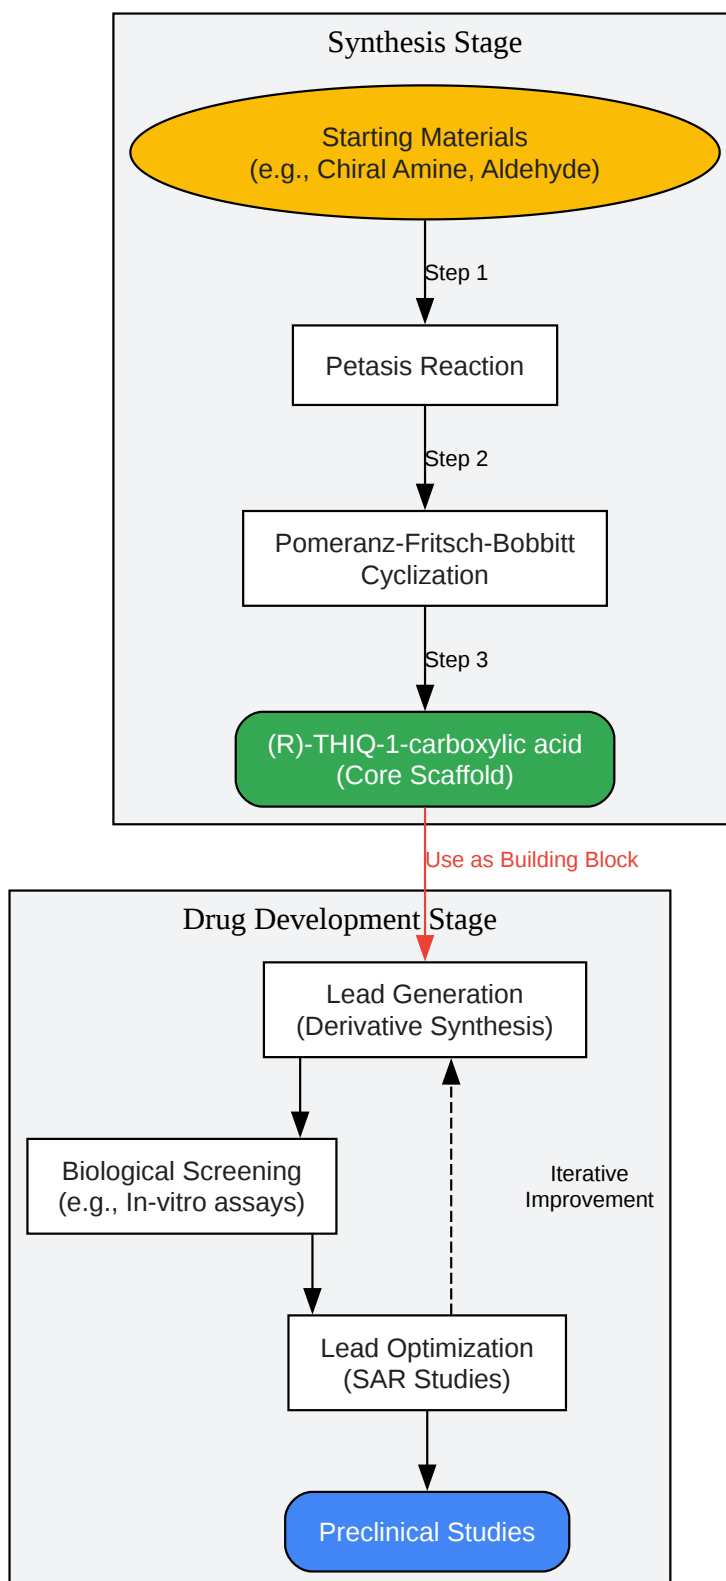 Synthesis Stage
Starting Materials
(e.g., Chiral Amine, Aldehyde)
Step 1
Petasis Reaction
Step 2
Pomeranz-Fritsch-Bobbitt
Cyclization
Step 3
(R)-THIQ-1-carboxylic acid
(Core Scaffold)
Use as Building Block
Drug Development Stage
Lead Generation
(Derivative Synthesis)
Biological Screening
(e.g., In-vitro assays)
Iterative
Improvement
Lead Optimization
(SAR Studies)
Preclinical Studies